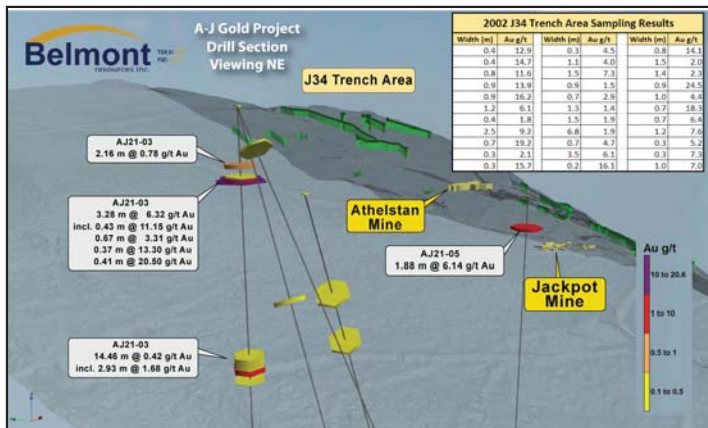 Belmont
resources inc.
A-J Gold Project
Drill Section
Viewing NE
J34 Trench Area
2002 J34 Trench Area Sampling Results
Width (m) Au g/t Width (m) Au g/t Width (m) Au g/t
0.4 12.9 0.3 4.5 0.8 14.1
0.4 14.7 1.1 4.0 1.5 2.0
0.8 11.6 1.5 7.3 1.4 2.3
0.9 13.9 0.9 1.5 0.9 24.5
0.9 16.2 0.7 2.9 1.0 4.4
1.2 6.1 1.3 1.4 0.7 18.3
0.4 1.8 1.5 1.9 0.7 6.4
2.5 9.2 6.8 1.9 1.2 7.6
0.7 19.2 0.7 4.7 0.3 5.2
0.3 2.1 3.5 6.1 0.3 7.3
0.3 15.7 0.2 16.1 1.0 7.0
AJ21-03
2.16 m @ 0.78 g/t Au
AJ21-03
3.28 m @ 6.32 g/t Au
incl. 0.43 m @ 11.15 g/t Au
0.67 m @ 3.31 g/t Au
0.37 m @ 13.30 g/t Au
0.41 m @ 20.50 g/t Au
Athelstan
Mine
AJ21-05
1.88 m @ 6.14 g/t Au
Jackpot
Mine
AJ21-03
14.46 m @ 0.42 g/t Au
incl. 2.93 m @ 1.68 g/t Au
Au g/t
10 to 20.6
1 to 10
0.5 to 1
0.1 to 0.5